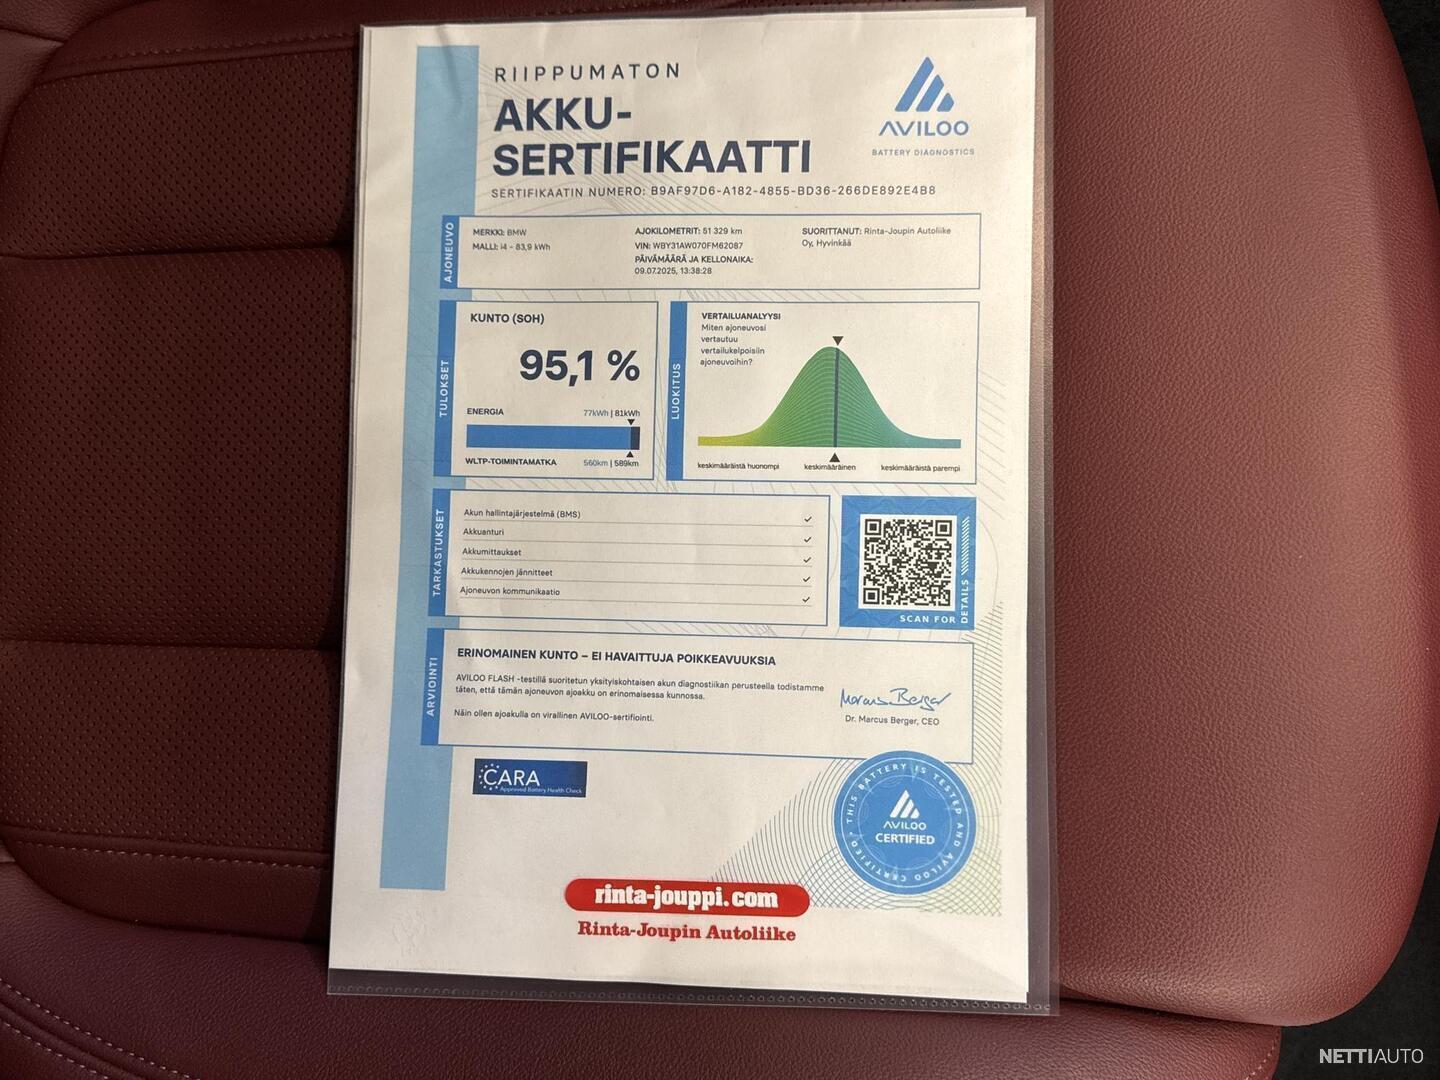 RIIPPUMATON
AKKU-
SERTIFIKAATTI
SERTIFIKAATIN NUMERO: B9AF97D6-A182-4855-BD36-266DE892E4B8
AVILOO
BATTERY DIAGNOSTICS
AJONEUVO
MERKKI: BMW
MALLI: i4 - 83,9 kWh
AJOKILOMETRIT: 51 329 km
VIN: WBY31AW070FM62087
PÄIVÄMÄÄRÄ JA KELLONAIKA:
09.07.2025, 13:38:28
SUORITTANUT: Rinta-Joupin Autoliike
Oy, Hyvinkää
TULOKSET
KUNTO (SOH)
95,1 %
ENERGIA 77kWh | 81kWh
WLTP-TOIMINTAMATKA 560km | 589km
LUOKITUS
VERTAILUANALYYSI
Miten ajoneuvosi
vertautuu
vertailukelpoisiin
ajoneuvoihin?
keskimääräistä huonompi keskimääräinen keskimääräistä parempi
TARKASTUKSET
Akun hallintajärjestelmä (BMS)
Akkuanturi
Akkumittaukset
Akkukennojen jännitteet
Ajoneuvon kommunikaatio
SCAN FOR
DETAILS
ARVIOINTI
ERINOMAINEN KUNTO – EI HAVAITTUJA POIKKEAVUUKSIA
AVILOO FLASH -testillä suoritetun yksityiskohtaisen akun diagnostiikan perusteella todistamme
täten, että tämän ajoneuvon ajoakku on erinomaisessa kunnossa.
Näin ollen ajoakulla on virallinen AVILOO-sertifiointi.
Marcus Berger
Dr. Marcus Berger, CEO
CARA
Approved Battery Health Check
THIS BATTERY IS TESTED AND AVILOO CERTIFIED
AVILOO
CERTIFIED
rinta-jouppi.com
Rinta-Joupin Autoliike
NETTIAUTO